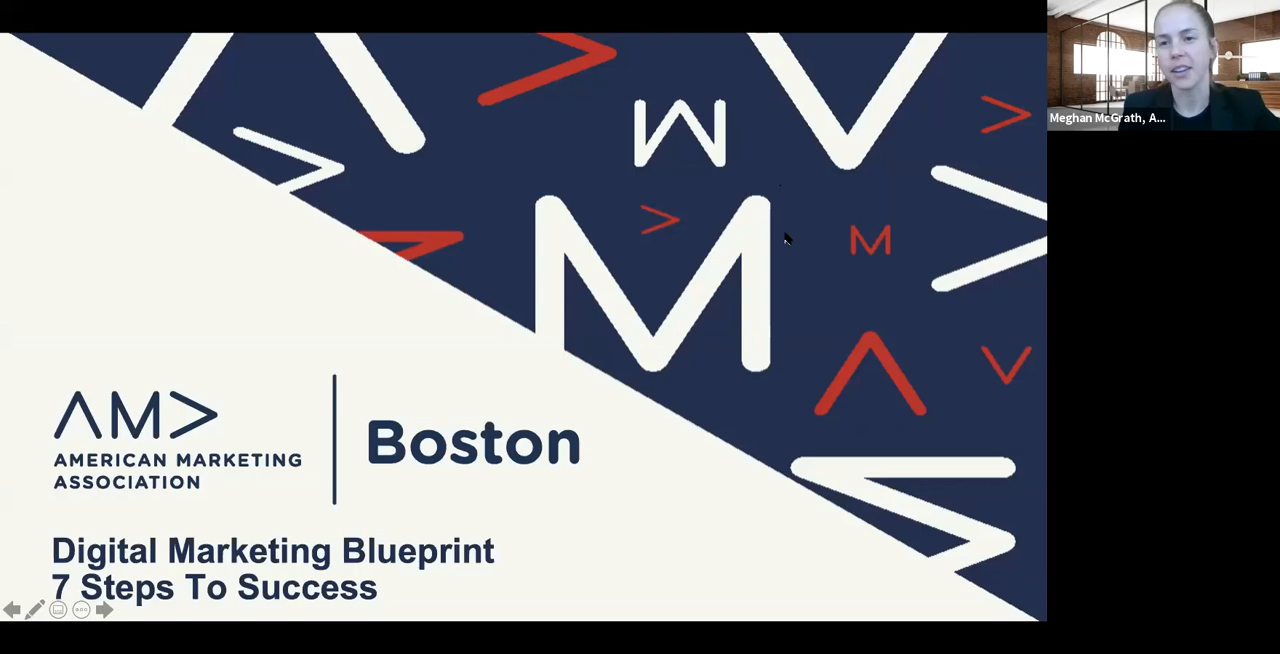 Meghan McGrath, A...
W
M
>
M
>
AMA
AMERICAN MARKETING
ASSOCIATION
Boston
Digital Marketing Blueprint
7 Steps To Success